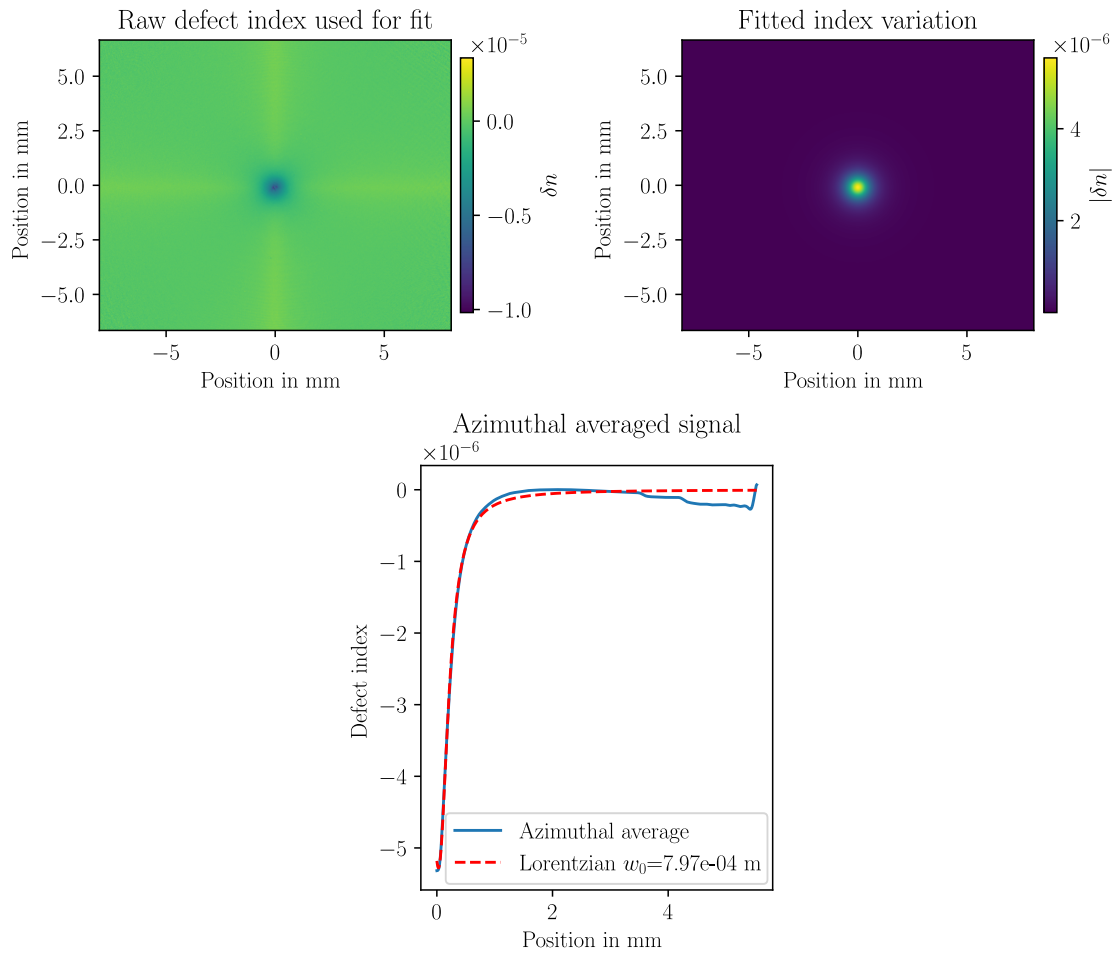 Raw defect index used for fit
×10⁻⁵
5.0
2.5
0.0
−2.5
−5.0
Position in mm
−5
0
5
Position in mm
0.0
−0.5
−1.0
δn
Fitted index variation
×10⁻⁶
5.0
2.5
0.0
−2.5
−5.0
Position in mm
−5
0
5
Position in mm
4
2
|δn|
Azimuthal averaged signal
×10⁻⁶
0
−1
−2
−3
−4
−5
Defect index
Azimuthal average
Lorentzian w₀=7.97e-04 m
0
2
4
Position in mm